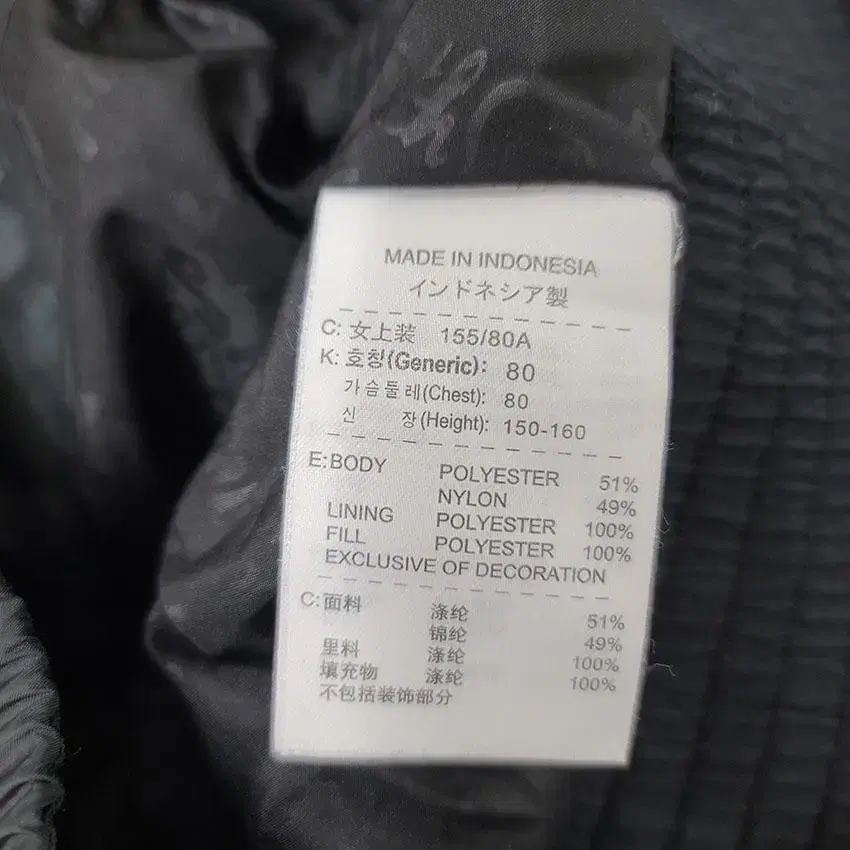 MADE IN INDONESIA
インドネシア製
C: 女上装 155/80A
K: 호칭(Generic): 80
가슴둘레(Chest): 80
신 장(Height): 150-160
E:BODY POLYESTER 51%
NYLON 49%
LINING POLYESTER 100%
FILL POLYESTER 100%
EXCLUSIVE OF DECORATION
C:面料 涤纶 51%
锦纶 49%
里料 涤纶 100%
填充物 涤纶 100%
不包括装饰部分